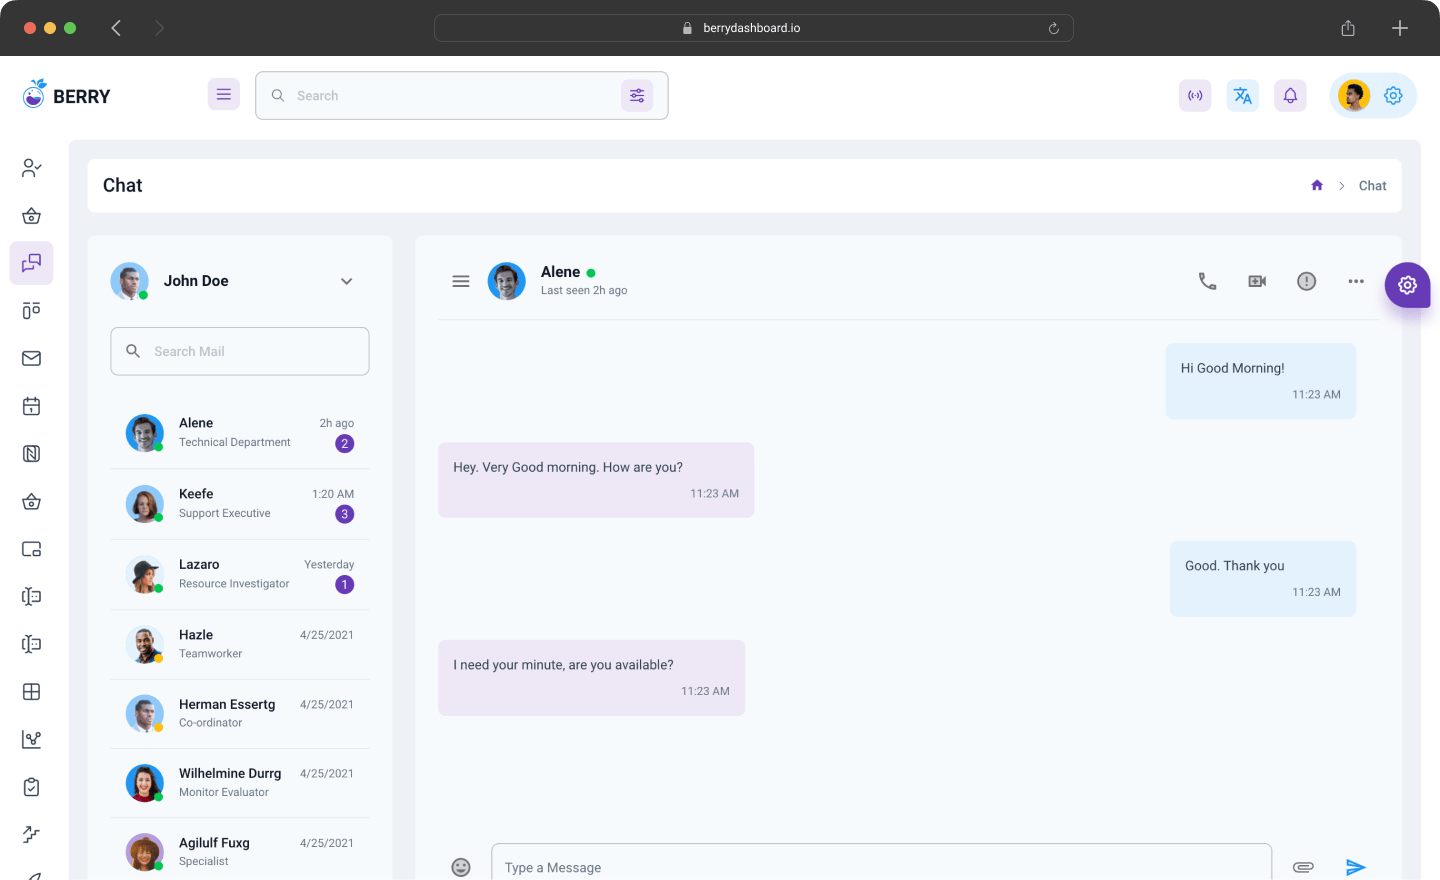 berrydashboard.io
BERRY
Search
Chat
Chat
John Doe
Search Mail
Alene
2h ago
Technical Department
2
Keefe
1:20 AM
Support Executive
3
Lazaro
Yesterday
Resource Investigator
1
Hazle
4/25/2021
Teamworker
Herman Essertg
4/25/2021
Co-ordinator
Wilhelmine Durrg
4/25/2021
Monitor Evaluator
Agilulf Fuxg
4/25/2021
Specialist
Alene
Last seen 2h ago
Hi Good Morning!
11:23 AM
Hey. Very Good morning. How are you?
11:23 AM
Good. Thank you
11:23 AM
I need your minute, are you available?
11:23 AM
Type a Message